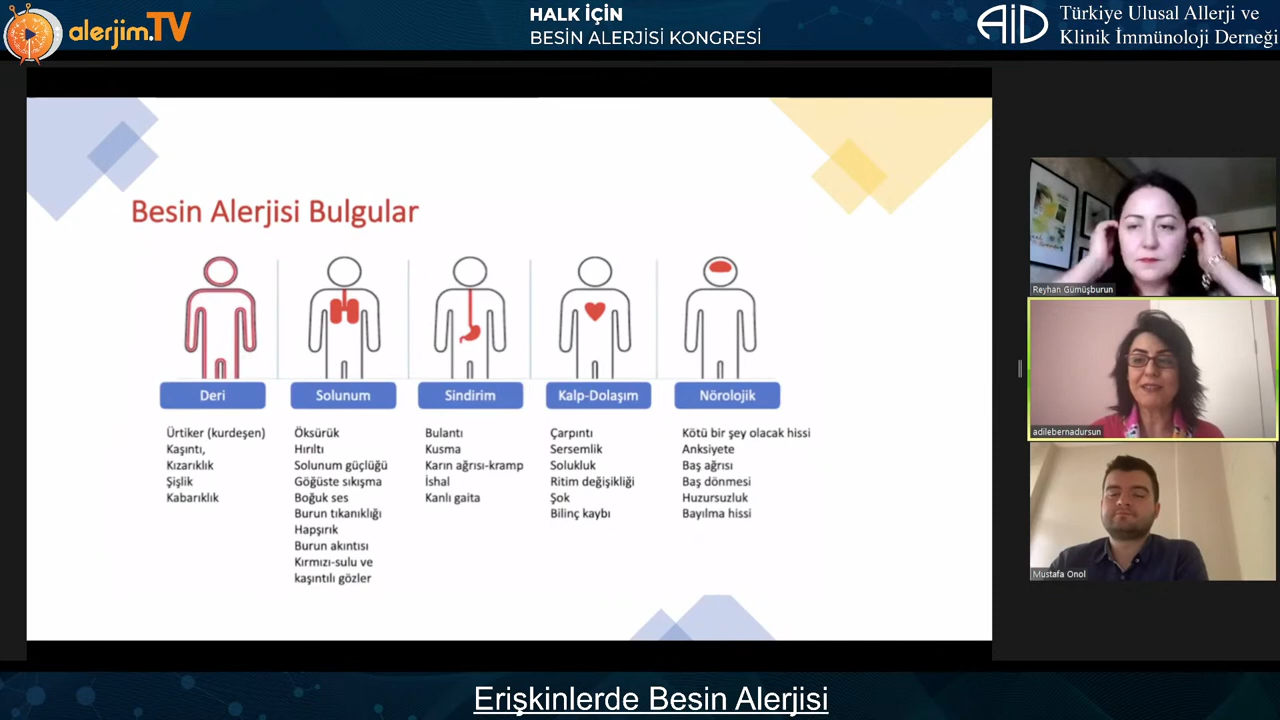 alerjim.TV
HALK İÇİN
BESİN ALERJİSİ KONGRESİ
AiD
Türkiye Ulusal Allerji ve
Klinik İmmünoloji Derneği
Besin Alerjisi Bulgular
Deri
Ürtiker (kurdeşen)
Kaşıntı,
Kızarıklık
Şişlik
Kabarıklık
Solunum
Öksürük
Hırıltı
Solunum güçlüğü
Göğüste sıkışma
Boğuk ses
Burun tıkanıklığı
Hapşırık
Burun akıntısı
Kırmızı-sulu ve
kaşıntılı gözler
Sindirim
Bulantı
Kusma
Karın ağrısı-kramp
İshal
Kanlı gaita
Kalp-Dolaşım
Çarpıntı
Sersemlik
Solukluk
Ritim değişikliği
Şok
Bilinç kaybı
Nörolojik
Kötü bir şey olacak hissi
Anksiyete
Baş ağrısı
Baş dönmesi
Huzursuzluk
Bayılma hissi
Reyhan Gümüşburun
adilebernadursun
Mustafa Onol
Erişkinlerde Besin Alerjisi